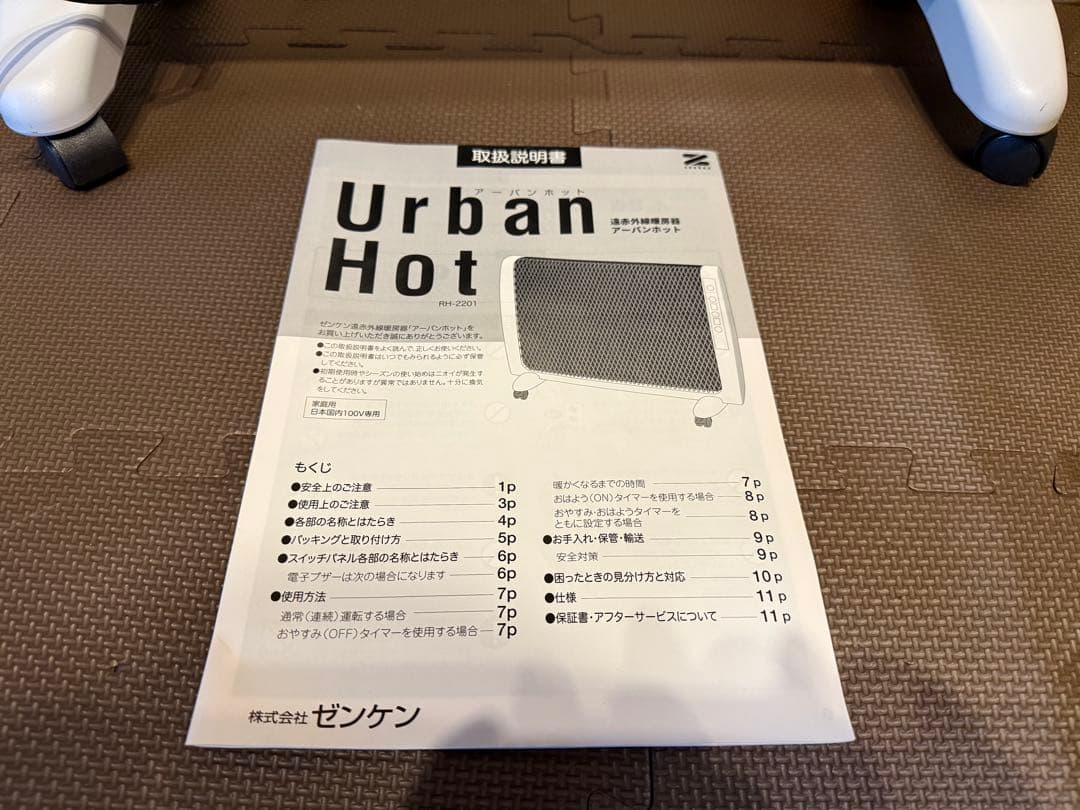 取扱説明書
アーバンホット
Urban
Hot
遠赤外線暖房器
アーバンホット
RH-2201
ゼンケン遠赤外線暖房器「アーバンホット」を
お買い上げいただき誠にありがとうございます。
●この取扱説明書をよく読んで、正しくお使いください。
●この取扱説明書はいつでもみられるように必ず保管
してください。
●初期使用時やシーズンの使い始めはニオイが発生す
ることがありますが異常ではありません。十分に換気
をしてください。
家庭用
日本国内100V専用
もくじ
●安全上のご注意 1p
●使用上のご注意 3p
●各部の名称とはたらき 4p
●パッキングと取り付け方 5p
●スイッチパネル各部の名称とはたらき 6p
電子ブザーは次の場合になります 6p
●使用方法 7p
通常（連続）運転する場合 7p
おやすみ（OFF）タイマーを使用する場合 7p
暖かくなるまでの時間 7p
おはよう（ON）タイマーを使用する場合 8p
おやすみ・おはようタイマーを
ともに設定する場合 8p
●お手入れ・保管・輸送 9p
安全対策 9p
●困ったときの見分け方と対応 10p
●仕様 11p
●保証書・アフターサービスについて 11p
株式会社 ゼンケン